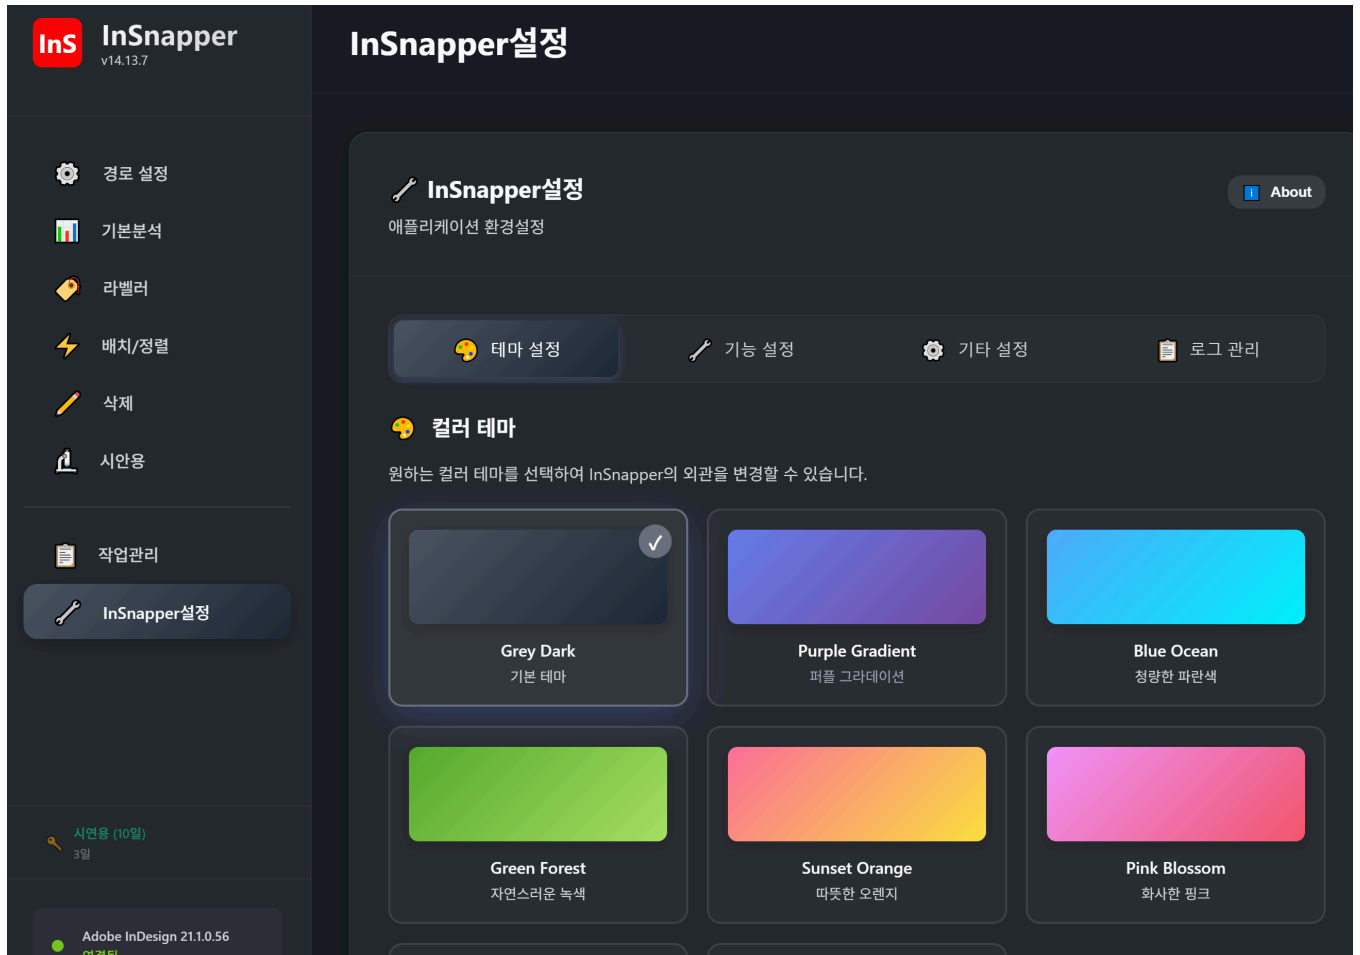 InS
InSnapper
v14.13.7
경로 설정
기본분석
라벨러
배치/정렬
삭제
시안용
작업관리
InSnapper설정
시연용 (10일)
3일
Adobe InDesign 21.1.0.56
연결됨
InSnapper설정
InSnapper설정
애플리케이션 환경설정
About
테마 설정
기능 설정
기타 설정
로그 관리
컬러 테마
원하는 컬러 테마를 선택하여 InSnapper의 외관을 변경할 수 있습니다.
Grey Dark
기본 테마
Purple Gradient
퍼플 그라데이션
Blue Ocean
청량한 파란색
Green Forest
자연스러운 녹색
Sunset Orange
따뜻한 오렌지
Pink Blossom
화사한 핑크